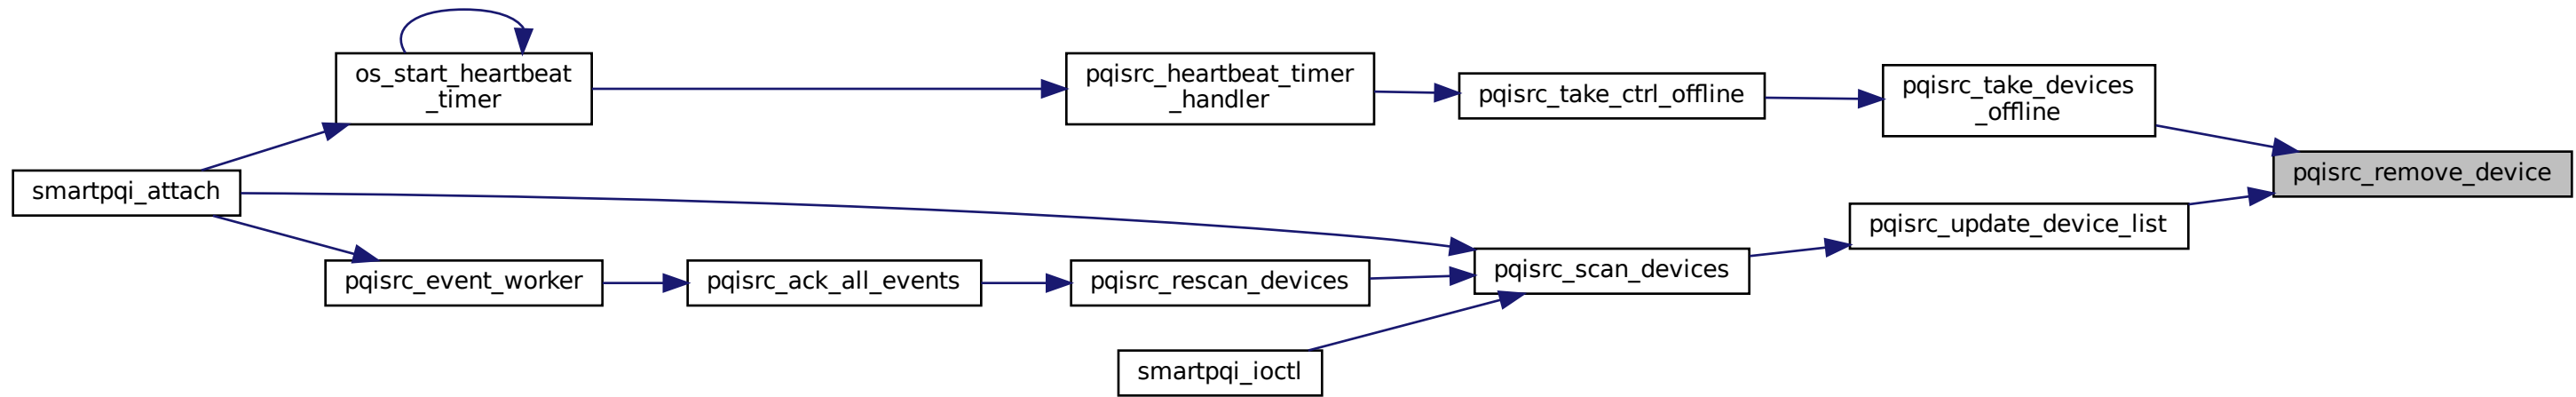 os_start_heartbeat
_timer
pqisrc_heartbeat_timer
_handler
pqisrc_take_ctrl_offline
pqisrc_take_devices
_offline
pqisrc_remove_device
smartpqi_attach
pqisrc_update_device_list
pqisrc_scan_devices
pqisrc_event_worker
pqisrc_ack_all_events
pqisrc_rescan_devices
smartpqi_ioctl